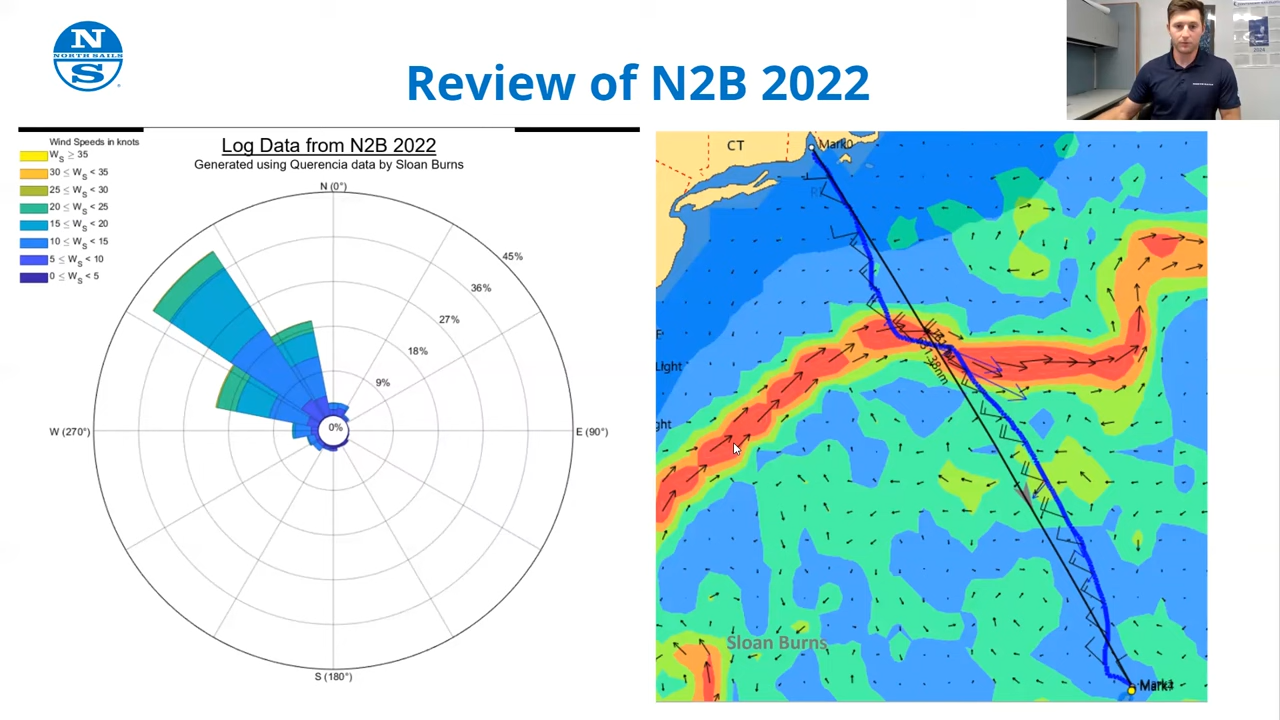 N
NORTH SAILS
S
Review of N2B 2022
Wind Speeds in knots
W_S ≥ 35
30 ≤ W_S < 35
25 ≤ W_S < 30
20 ≤ W_S < 25
15 ≤ W_S < 20
10 ≤ W_S < 15
5 ≤ W_S < 10
0 ≤ W_S < 5
Log Data from N2B 2022
Generated using Querencia data by Sloan Burns
N (0°)
45%
36%
27%
18%
9%
0%
W (270°)
E (90°)
S (180°)
CT
Mark0
Light
ght
38nm
Sloan Burns